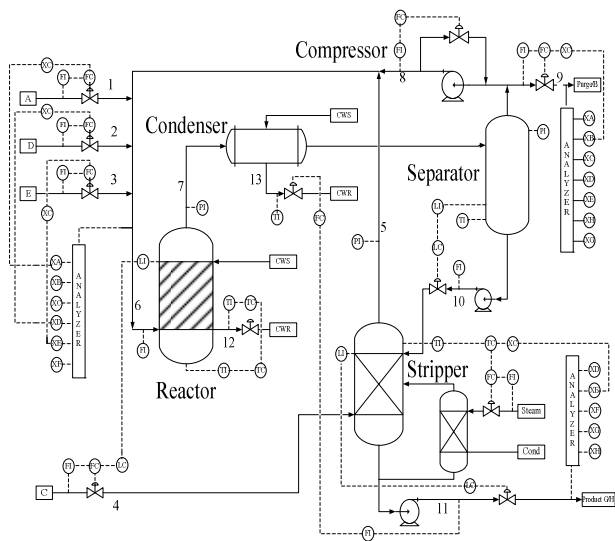 FC
Compressor
FI
8
FI
FC
XC
9
Purge/B
XC
FI
FC
1
A
XC
FI
FC
2
D
FI
FC
3
E
XC
Condenser
CWS
7
13
TI
CWR
FC
PI
Separator
PI
LI
TI
LC
FI
10
XA
XB
XC
XD
XE
XH
XG
ANALYZER
5
PI
LI
CWS
6
FI
TI
TC
12
CWR
TI
TC
Reactor
XA
XB
XC
XD
XE
XF
ANALYZER
LI
TI
TC
XC
Stripper
FC
FI
Steam
Cond
ANALYZER
XD
XE
XF
XG
XH
FI
FC
LC
C
4
LC
11
FI
Product G/H